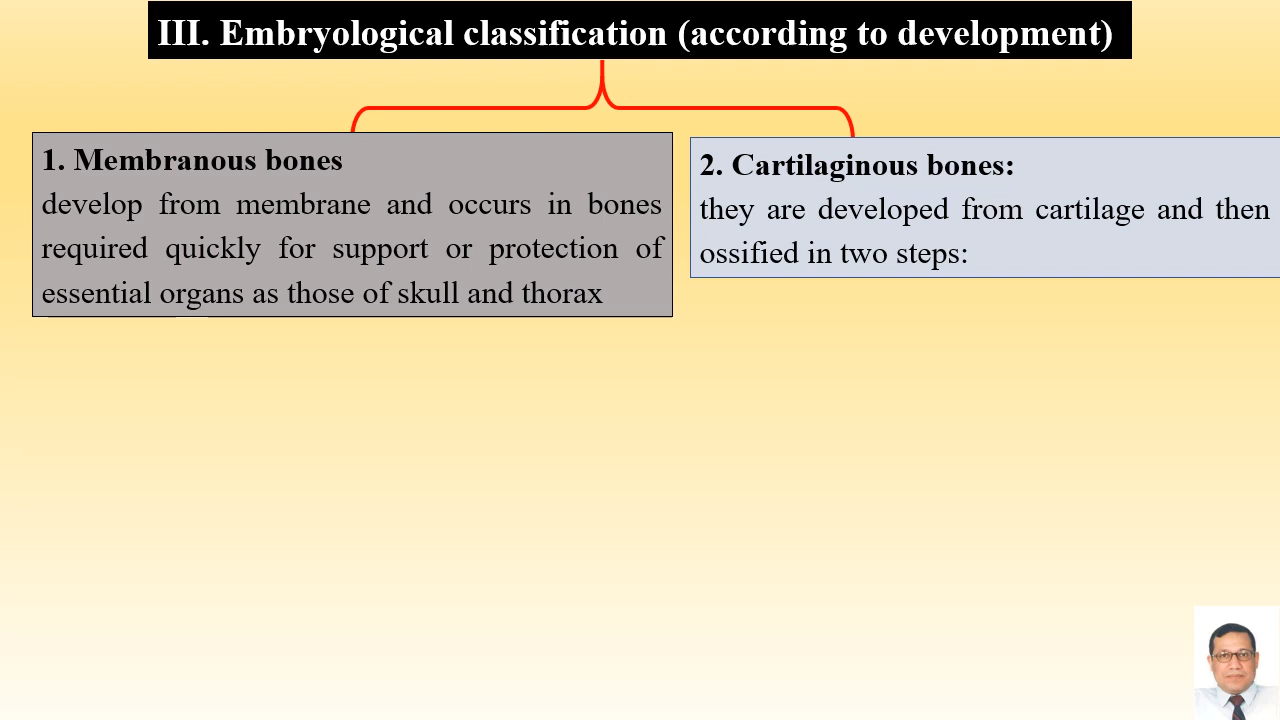 III. Embryological classification (according to development)
1. Membranous bones
develop from membrane and occurs in bones
required quickly for support or protection of
essential organs as those of skull and thorax
2. Cartilaginous bones:
they are developed from cartilage and then
ossified in two steps: